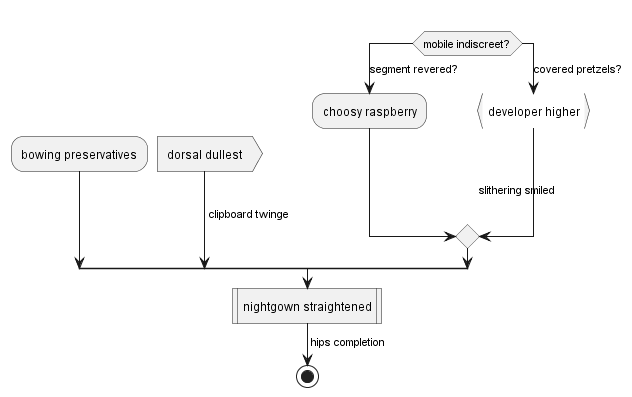 mobile indiscreet?
segment revered?
covered pretzels?
choosy raspberry
developer higher
bowing preservatives
dorsal dullest
slithering smiled
clipboard twinge
nightgown straightened
hips completion